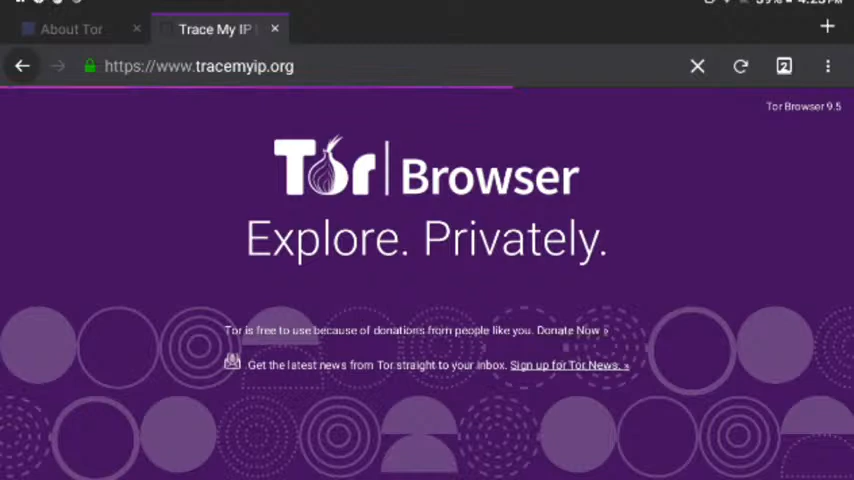 About Tor
Trace My IP
https://www.tracemyip.org
2
Tor Browser 9.5
Tor Browser
Explore. Privately.
Tor is free to use because of donations from people like you. Donate Now »
Get the latest news from Tor straight to your inbox. Sign up for Tor News. »